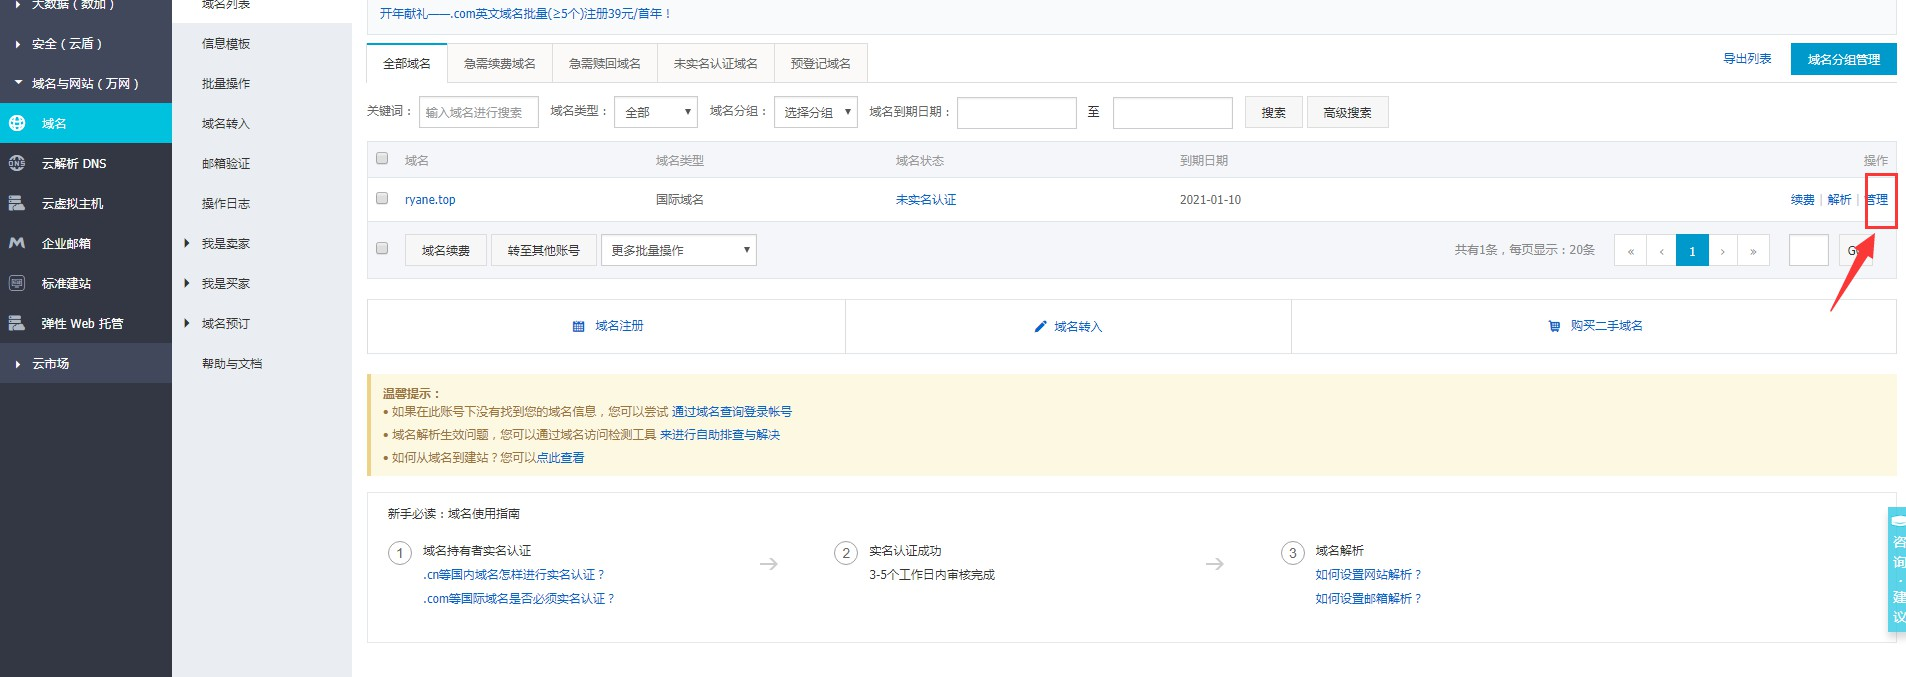 大数据（数加）
安全（云盾）
域名与网站（万网）
域名
云解析 DNS
云虚拟主机
企业邮箱
标准建站
弹性 Web 托管
云市场
域名列表
信息模板
批量操作
域名转入
邮箱验证
操作日志
我是卖家
我是买家
域名预订
帮助与文档
开年献礼——.com英文域名批量(≥5个)注册39元/首年！
全部域名 急需续费域名 急需赎回域名 未实名认证域名 预登记域名 导出列表 域名分组管理
关键词： 输入域名进行搜索 域名类型： 全部 域名分组： 选择分组 域名到期日期： 至 搜索 高级搜索
域名 域名类型 域名状态 到期日期 操作
ryane.top 国际域名 未实名认证 2021-01-10 续费 | 解析 | 管理
域名续费 转至其他账号 更多批量操作 共有1条，每页显示：20条 « ‹ 1 › »
域名注册 域名转入 购买二手域名
温馨提示：
• 如果在此账号下没有找到您的域名信息，您可以尝试 通过域名查询登录帐号
• 域名解析生效问题，您可以通过域名访问检测工具 来进行自助排查与解决
• 如何从域名到建站？您可以点此查看
新手必读：域名使用指南
1 域名持有者实名认证
.cn等国内域名怎样进行实名认证？
.com等国际域名是否必须实名认证？
2 实名认证成功
3-5个工作日内审核完成
3 域名解析
如何设置网站解析？
如何设置邮箱解析？
咨询·建议